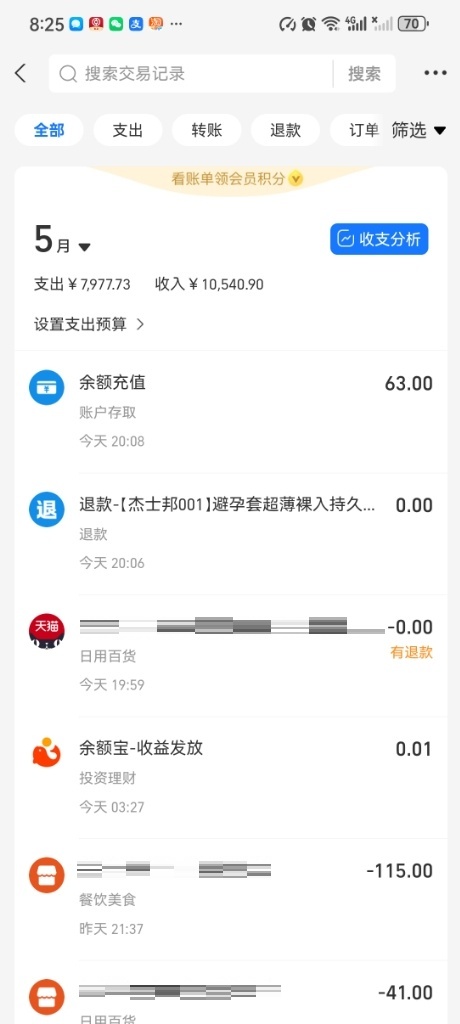 8:25
4G
70
搜索交易记录
搜索
全部
支出
转账
退款
订单
筛选
看账单领会员积分
5月
收支分析
支出￥7,977.73 收入￥10,540.90
设置支出预算
余额充值
63.00
账户存取
今天 20:08
退
退款-【杰士邦001】避孕套超薄裸入持久...
0.00
退款
今天 20:06
天猫
-0.00
日用百货
有退款
今天 19:59
余额宝-收益发放
0.01
投资理财
今天 03:27
-115.00
餐饮美食
昨天 21:37
-41.00
日用百货